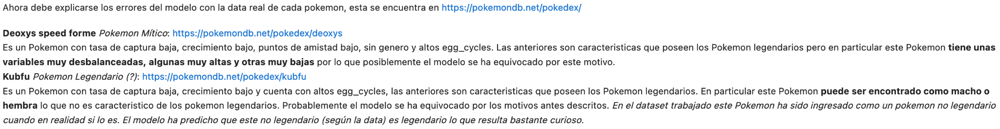 Ahora debe explicarse los errores del modelo con la data real de cada pokemon, esta se encuentra en https://pokemondb.net/pokedex/
Deoxys speed forme Pokemon Mítico: https://pokemondb.net/pokedex/deoxys
Es un Pokemon con tasa de captura baja, crecimiento bajo, puntos de amistad bajo, sin genero y altos egg_cycles. Las anteriores son caracteristicas que poseen los Pokemon legendarios pero en particular este Pokemon tiene unas
variables muy desbalanceadas, algunas muy altas y otras muy bajas por lo que posiblemente el modelo se ha equivocado por este motivo.
Kubfu Pokemon Legendario (?): https://pokemondb.net/pokedex/kubfu
Es un Pokemon con tasa de captura baja, crecimiento bajo y cuenta con altos egg_cycles, las anteriores son caracteristicas que poseen los Pokemon legendarios. En particular este Pokemon puede ser encontrado como macho o
hembra lo que no es caracteristico de los pokemon legendarios. Probablemente el modelo se ha equivocado por los motivos antes descritos. En el dataset trabajado este Pokemon ha sido ingresado como un pokemon no legendario
cuando en realidad si lo es. El modelo ha predicho que este no legendario (según la data) es legendario lo que resulta bastante curioso.